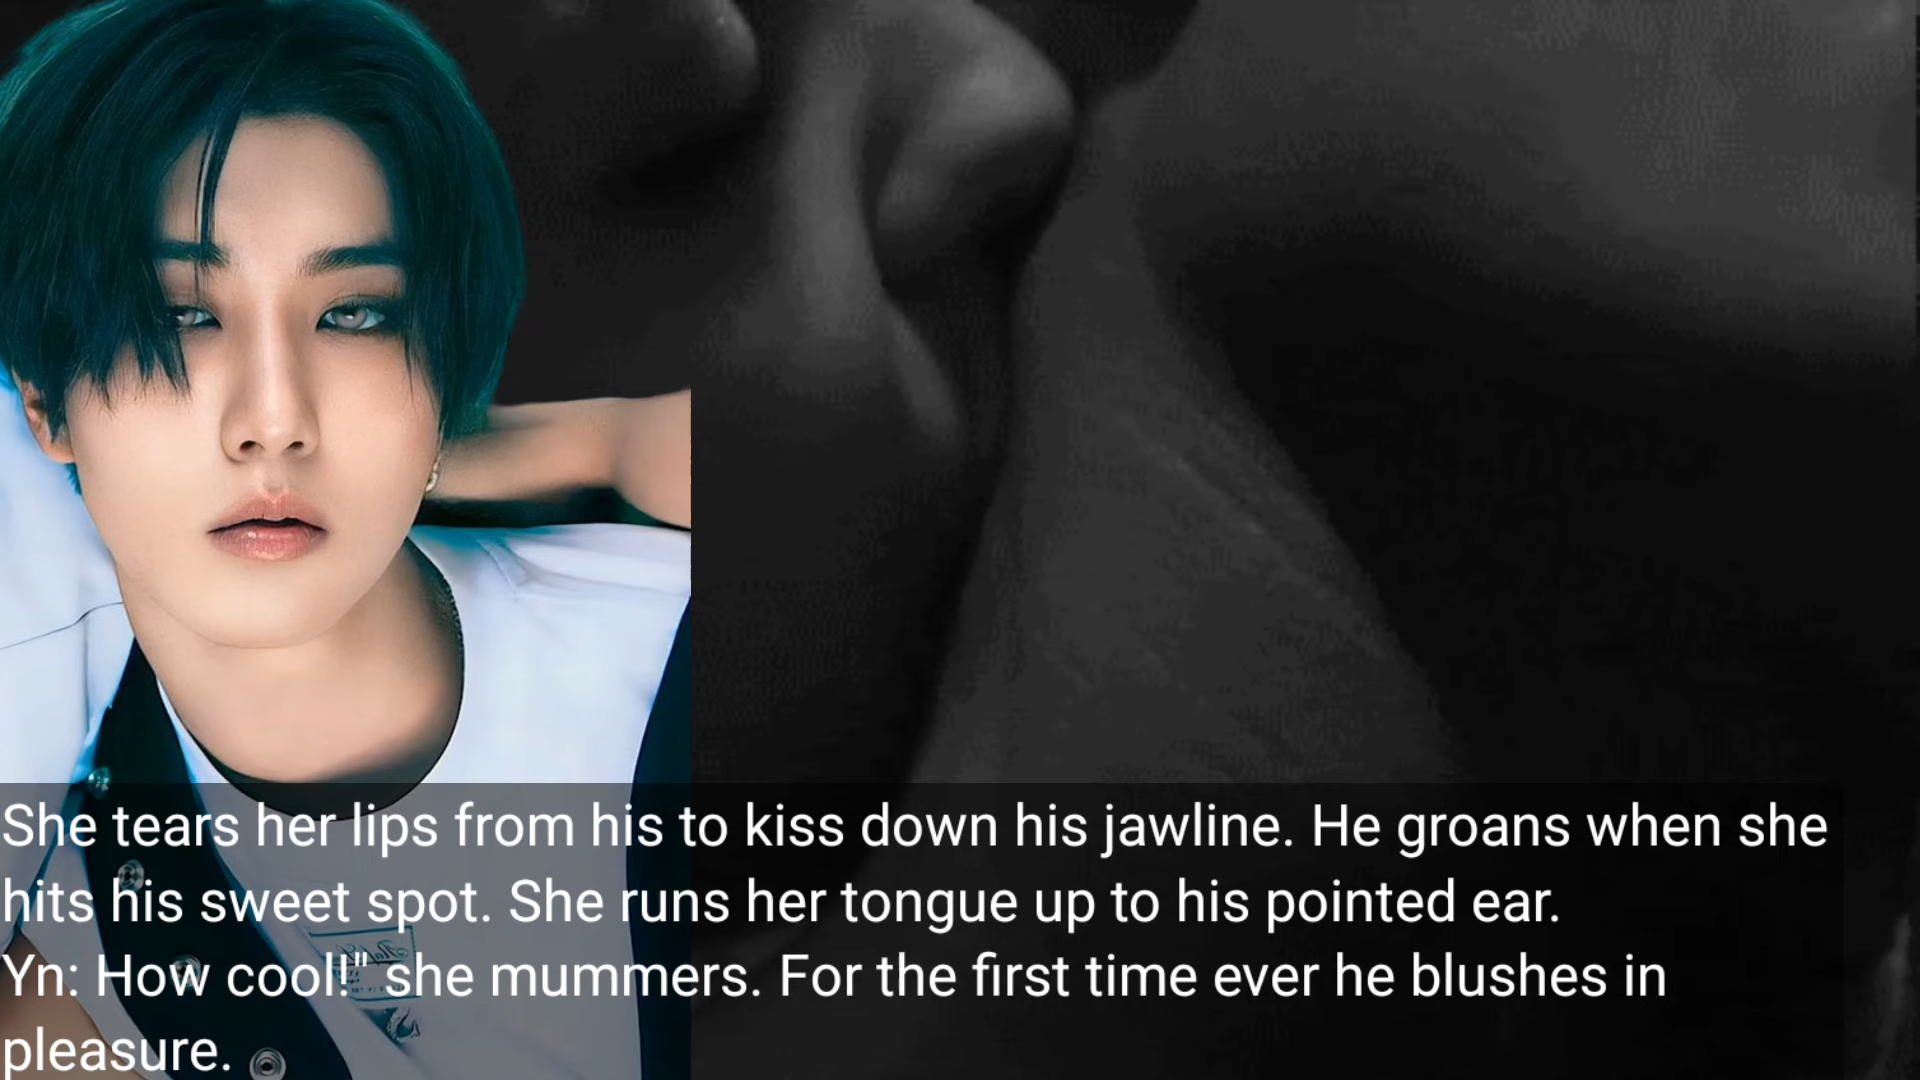 She tears her lips from his to kiss down his jawline. He groans when she
hits his sweet spot. She runs her tongue up to his pointed ear.
Yn: How cool!" she mummers. For the first time ever he blushes in
pleasure.